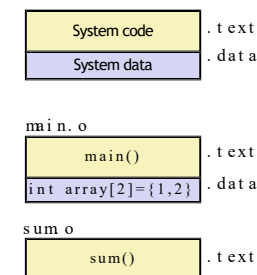 System code .text
System data .data
main.o
main() .text
int array[2]={1,2} .data
sum.o
sum() .text